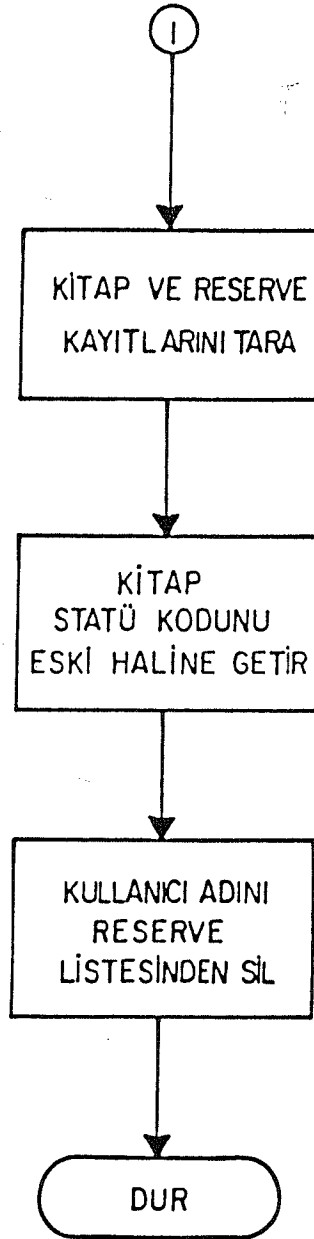 1
KİTAP VE RESERVE
KAYITLARINI TARA
KİTAP
STATÜ KODUNU
ESKİ HALİNE GETİR
KULLANICI ADINI
RESERVE
LİSTESİNDEN SİL
DUR